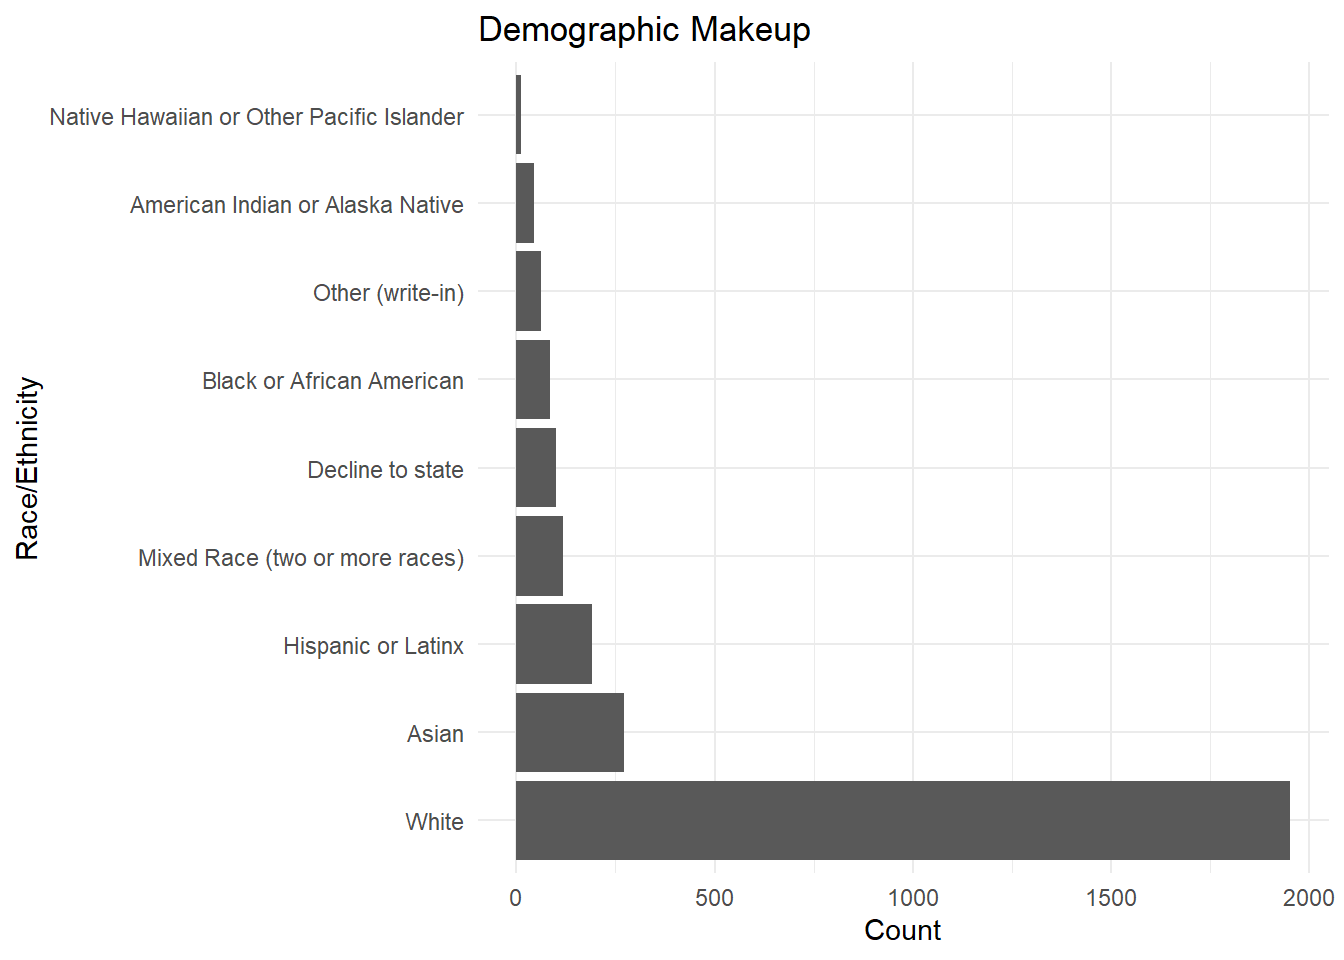 Demographic Makeup
Native Hawaiian or Other Pacific Islander
American Indian or Alaska Native
Other (write-in)
Black or African American
Decline to state
Mixed Race (two or more races)
Hispanic or Latinx
Asian
White
Race/Ethnicity
0 500 1000 1500 2000
Count